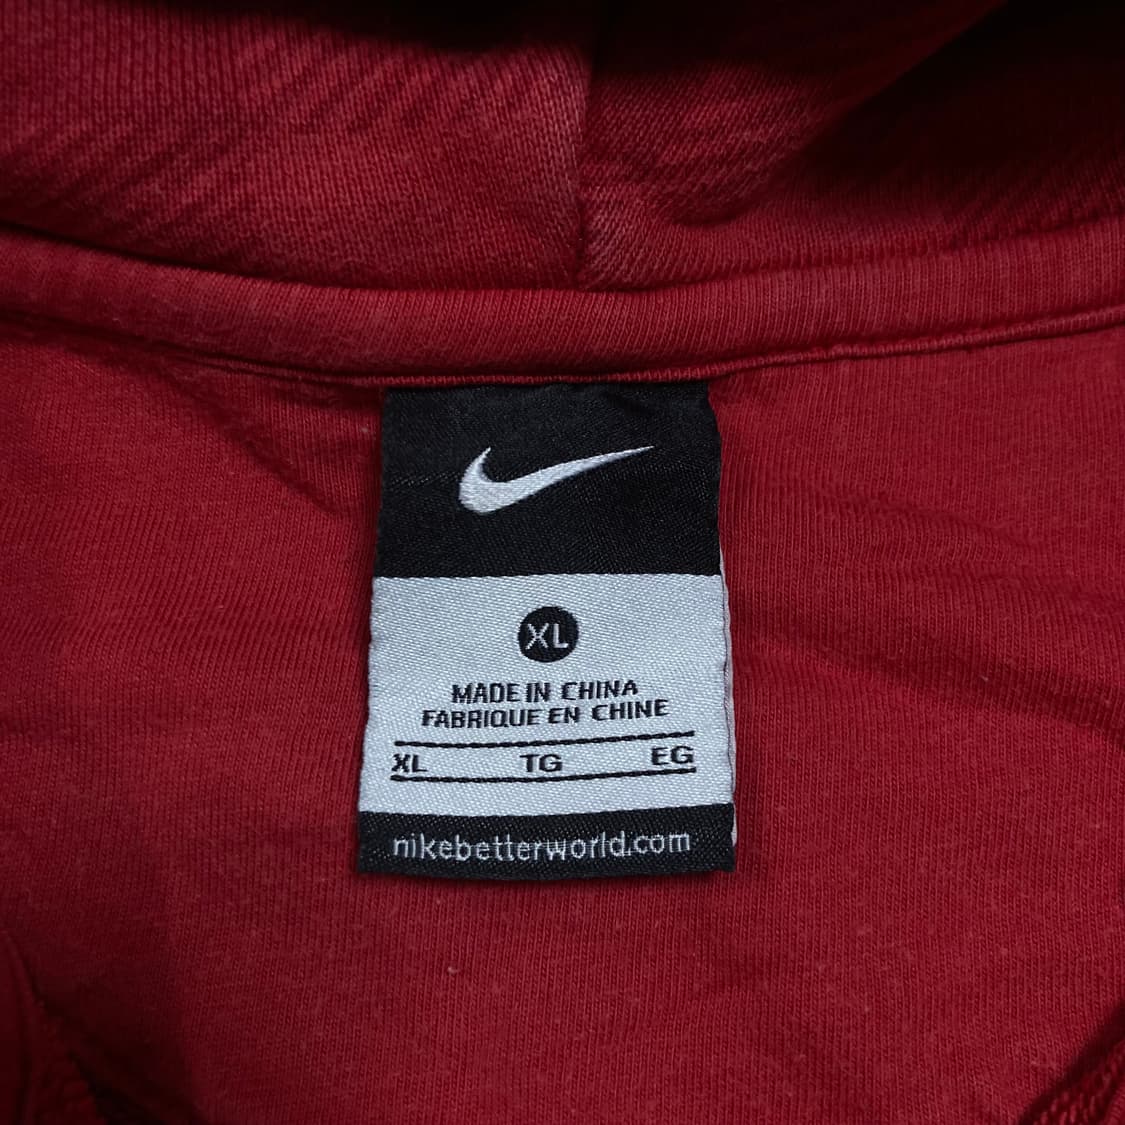 XL
MADE IN CHINA
FABRIQUE EN CHINE
XL TG EG
nikebetterworld.com